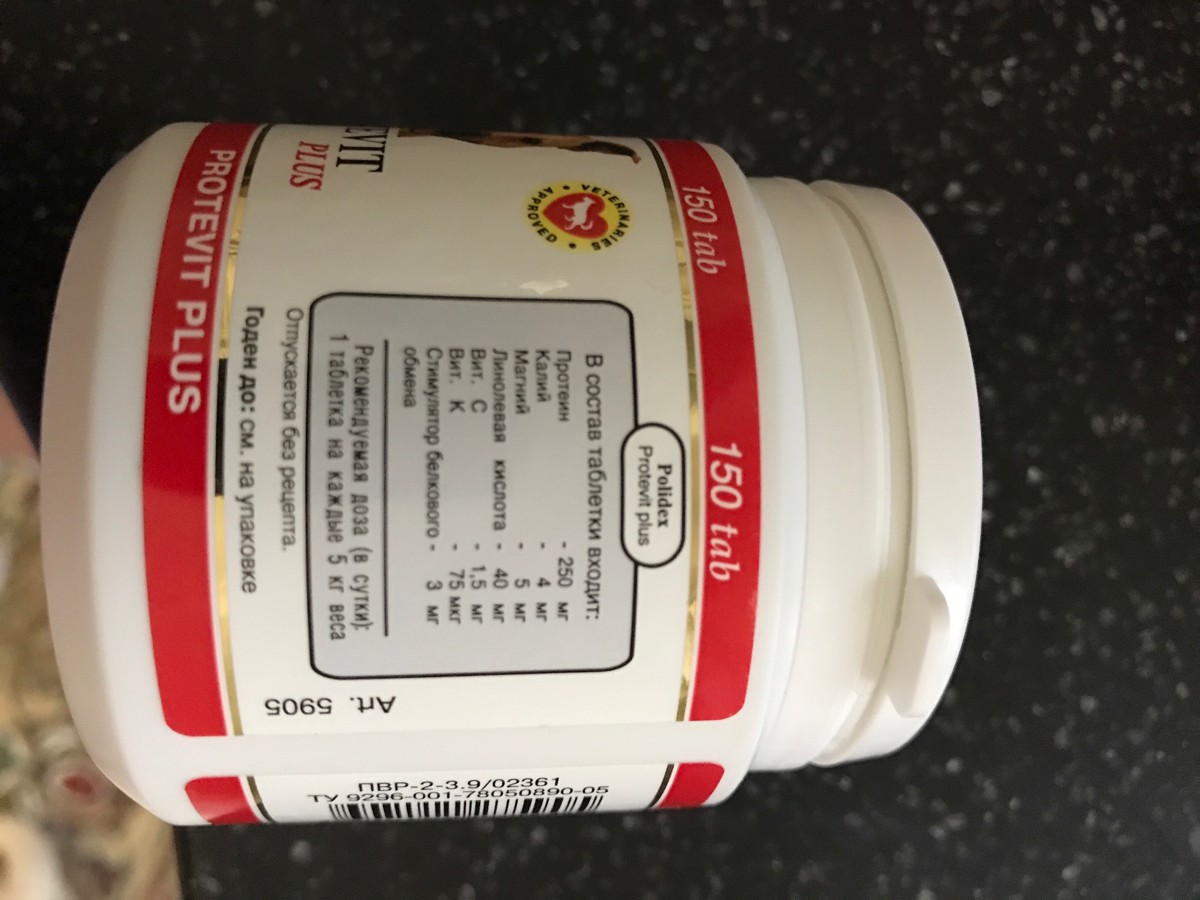 150 tab
150 tab
EVIT
PLUS
VETERINARIES
APPROVED
Polidex
Protevit plus
В состав таблетки входит:
Протеин - 250 мг
Калий - 4 мг
Магний - 5 мг
Линолевая кислота - 40 мг
Вит. С - 1,5 мг
Вит. К - 75 мкг
Стимулятор белкового - 3 мг
обмена
Рекомендуемая доза (в сутки):
1 таблетка на каждые 5 кг веса
Отпускается без рецепта.
Годен до: см. на упаковке
PROTEVIT PLUS
Art. 5905
ПВР-2-3.9/02361
ТУ 9296-001-78050890-05